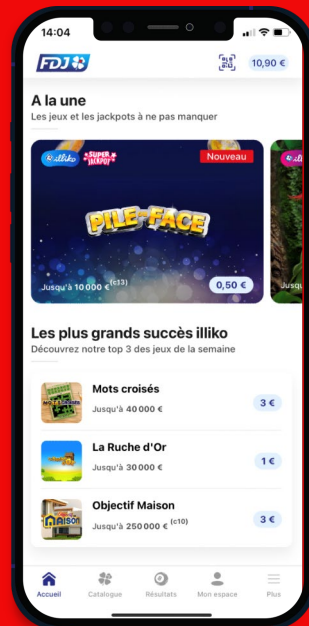 14:04
FDJ
10,90 €
A la une
Les jeux et les jackpots à ne pas manquer
illiko
SUPER JACKPOT
Nouveau
PILE-FACE
Jusqu'à 10 000 € (c13)
0,50 €
Les plus grands succès illiko
Découvrez notre top 3 des jeux de la semaine
Mots croisés
Jusqu'à 40 000 €
3 €
La Ruche d'Or
Jusqu'à 30 000 €
1 €
MAISON
Objectif Maison
Jusqu'à 250 000 € (c10)
3 €
Accueil
Catalogue
Résultats
Mon espace
Plus